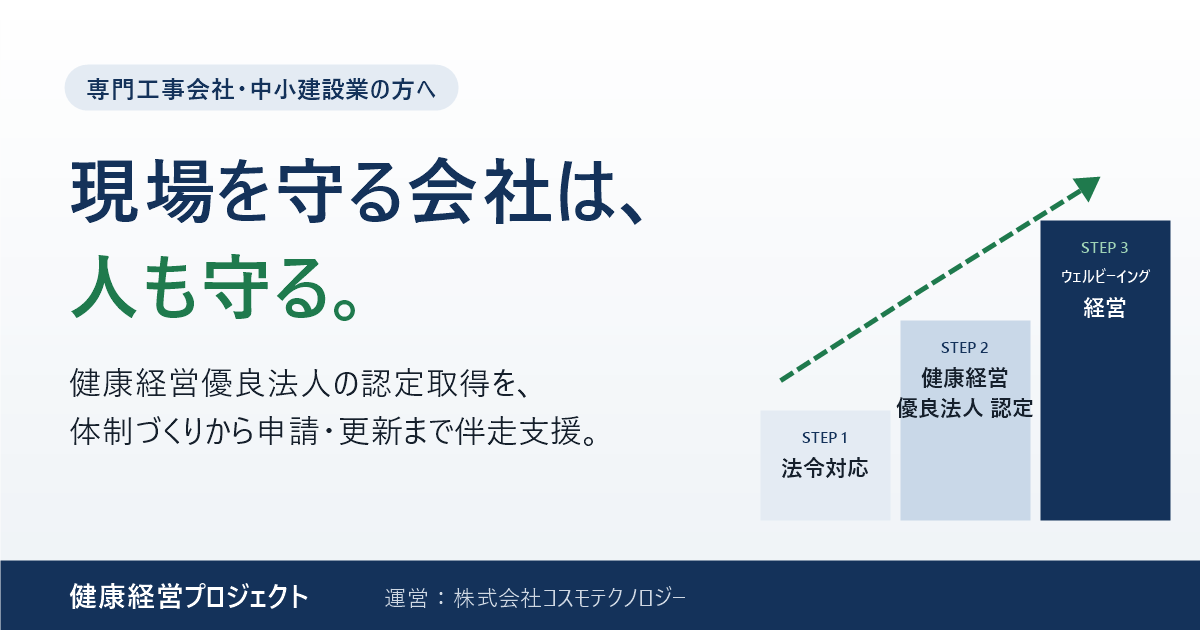 専門工事会社・中小建設業の方へ
現場を守る会社は、
人も守る。
健康経営優良法人の認定取得を、
体制づくりから申請・更新まで伴走支援。
STEP 1
法令対応
STEP 2
健康経営
優良法人 認定
STEP 3
ウェルビーイング
経営
健康経営プロジェクト
運営：株式会社コスモテクノロジー